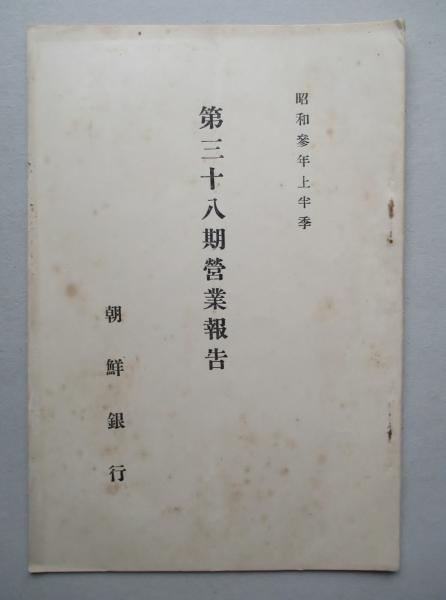 昭和參年上半季
第三十八期營業報告
朝鮮銀行